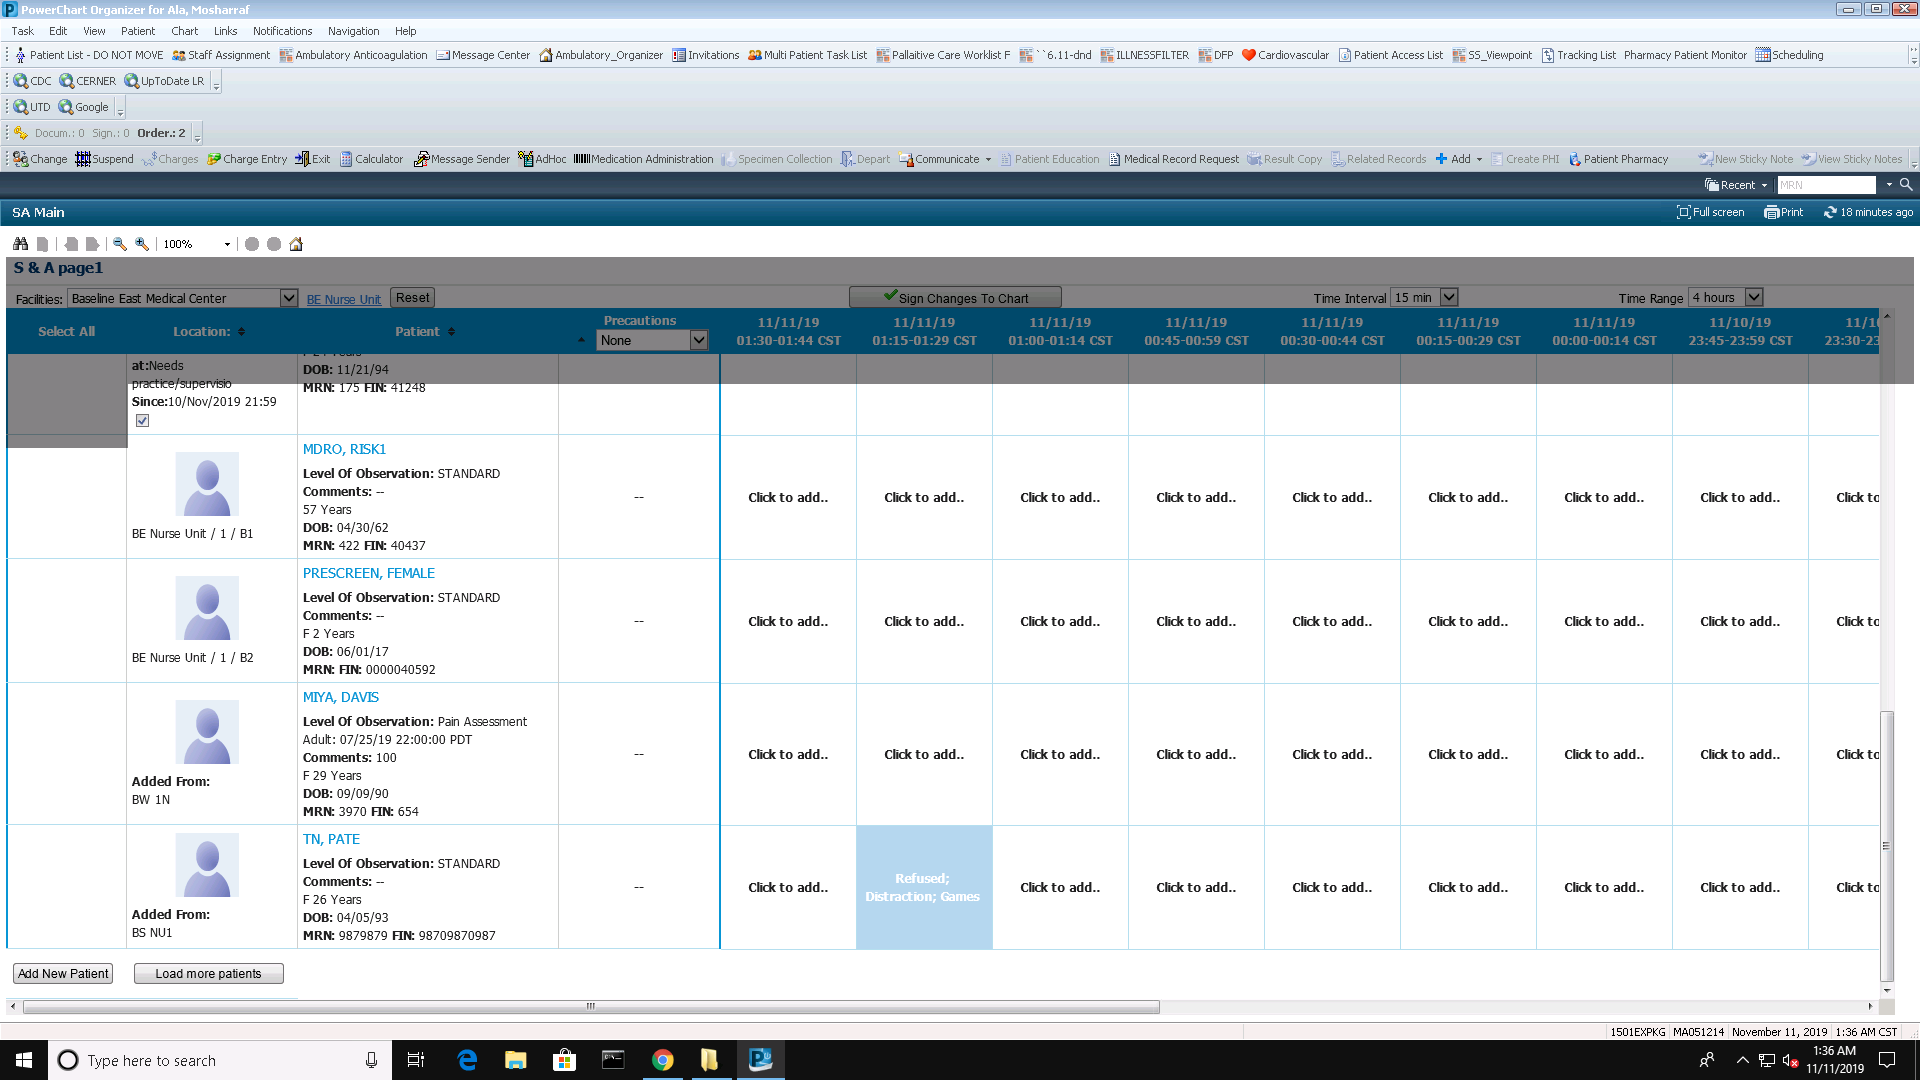 PowerChart Organizer for Ala, Mosharraf
Task Edit View Patient Chart Links Notifications Navigation Help
Patient List - DO NOT MOVE Staff Assignment Ambulatory Anticoagulation Message Center Ambulatory_Organizer Invitations Multi Patient Task List Pallaitive Care Worklist F ``6.11-dnd ILLNESSFILTER DFP Cardiovascular Patient Access List SS_Viewpoint Tracking List Pharmacy Patient Monitor Scheduling
CDC CERNER UpToDate LR
UTD Google
Docum.: 0 Sign.: 0 Order.: 2
Change Suspend Charges Charge Entry Exit Calculator Message Sender AdHoc Medication Administration Specimen Collection Depart Communicate Patient Education Medical Record Request Result Copy Related Records Add Create PHI Patient Pharmacy New Sticky Note View Sticky Notes
Recent MRN
SA Main Full screen Print 18 minutes ago
100%
S & A page1
Facilities: Baseline East Medical Center BE Nurse Unit Reset Sign Changes To Chart Time Interval 15 min Time Range 4 hours
Select All Location: Patient Precautions None
11/11/19 11/11/19 11/11/19 11/11/19 11/11/19 11/11/19 11/11/19 11/10/19 11/10
01:30-01:44 CST 01:15-01:29 CST 01:00-01:14 CST 00:45-00:59 CST 00:30-00:44 CST 00:15-00:29 CST 00:00-00:14 CST 23:45-23:59 CST 23:30-23
at:Needs
practice/supervisio
Since:10/Nov/2019 21:59
DOB: 11/21/94
MRN: 175 FIN: 41248
BE Nurse Unit / 1 / B1
MDRO, RISK1
Level Of Observation: STANDARD
Comments: --
57 Years
DOB: 04/30/62
MRN: 422 FIN: 40437
-- Click to add.. Click to add.. Click to add.. Click to add.. Click to add.. Click to add.. Click to add.. Click to add.. Click to
BE Nurse Unit / 1 / B2
PRESCREEN, FEMALE
Level Of Observation: STANDARD
Comments: --
F 2 Years
DOB: 06/01/17
MRN: FIN: 0000040592
-- Click to add.. Click to add.. Click to add.. Click to add.. Click to add.. Click to add.. Click to add.. Click to add.. Click to
Added From:
BW 1N
MIYA, DAVIS
Level Of Observation: Pain Assessment
Adult: 07/25/19 22:00:00 PDT
Comments: 100
F 29 Years
DOB: 09/09/90
MRN: 3970 FIN: 654
-- Click to add.. Click to add.. Click to add.. Click to add.. Click to add.. Click to add.. Click to add.. Click to add.. Click to
Added From:
BS NU1
TN, PATE
Level Of Observation: STANDARD
Comments: --
F 26 Years
DOB: 04/05/93
MRN: 9879879 FIN: 98709870987
-- Click to add..
Refused;
Distraction; Games
Click to add.. Click to add.. Click to add.. Click to add.. Click to add.. Click to add.. Click to
Add New Patient Load more patients
1501EXPKG MA051214 November 11, 2019 1:36 AM CST
Type here to search
1:36 AM
11/11/2019